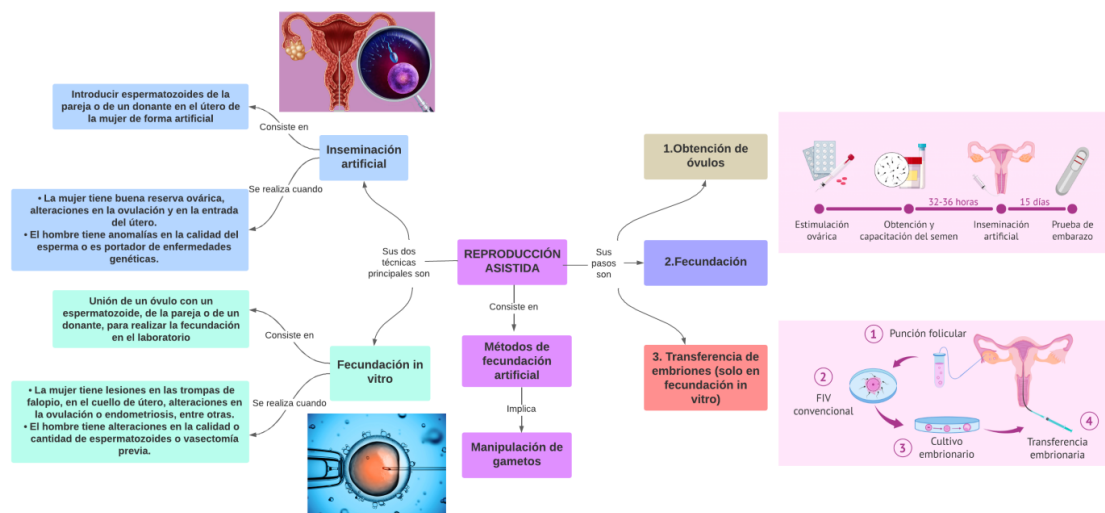 Introducir espermatozoides de la
pareja o de un donante en el útero de
la mujer de forma artificial
Consiste en
Inseminación
artificial
Se realiza cuando
• La mujer tiene buena reserva ovárica,
alteraciones en la ovulación y en la entrada
del útero.
• El hombre tiene anomalías en la calidad del
esperma o es portador de enfermedades
genéticas.
Sus dos
técnicas
principales son
REPRODUCCIÓN
ASISTIDA
Unión de un óvulo con un
espermatozoide, de la pareja o de un
donante, para realizar la fecundación
en el laboratorio
Consiste en
Fecundación in
vitro
Se realiza cuando
• La mujer tiene lesiones en las trompas de
falopio, en el cuello de útero, alteraciones
en la ovulación o endometriosis, entre otras.
• El hombre tiene alteraciones en la calidad o
cantidad de espermatozoides o vasectomía
previa.
Consiste en
Métodos de
fecundación
artificial
Implica
Manipulación de
gametos
Sus
pasos
son
1.Obtención de
óvulos
2.Fecundación
3. Transferencia de
embriones (solo en
fecundación in
vitro)
32-36 horas
15 días
Estimulación
ovárica
Obtención y
capacitación del semen
Inseminación
artificial
Prueba de
embarazo
1 Punción folicular
2
FIV
convencional
3
Cultivo
embrionario
4
Transferencia
embrionaria